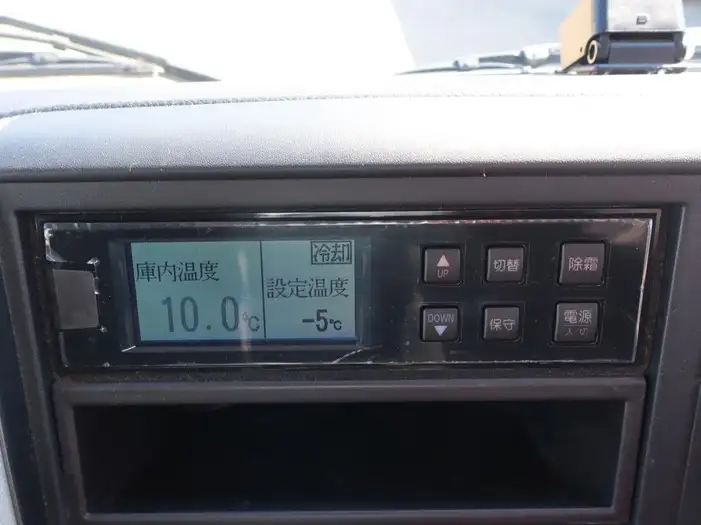 庫内温度
10.0℃
冷却
設定温度
-5℃
▲
UP
切替
除霜
DOWN
▼
保守
電源
入切